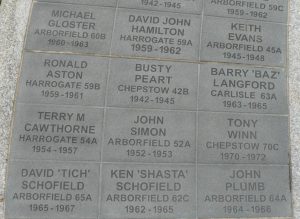 1942-1945
ARBORFIELD 59C
1959-1962
MICHAEL
GLOSTER
ARBORFIELD 60B
1960-1963
DAVID JOHN
HAMILTON
HARROGATE 59A
1959-1962
KEITH
EVANS
ARBORFIELD 45A
1945-1948
RONALD
ASTON
HARROGATE 59B
1959-1961
BUSTY
PEART
CHEPSTOW 42B
1942-1945
BARRY 'BAZ'
LANGFORD
CARLISLE 63A
1963-1965
TERRY M
CAWTHORNE
HARROGATE 54A
1954-1957
JOHN
SIMON
ARBORFIELD 52A
1952-1953
TONY
WINN
CHEPSTOW 70C
1970-1972
DAVID 'TICH'
SCHOFIELD
ARBORFIELD 65A
1965-1967
KEN 'SHASTA'
SCHOFIELD
ARBORFIELD 62C
1962-1965
JOHN
PLUMB
ARBORFIELD 64A
1964-1966